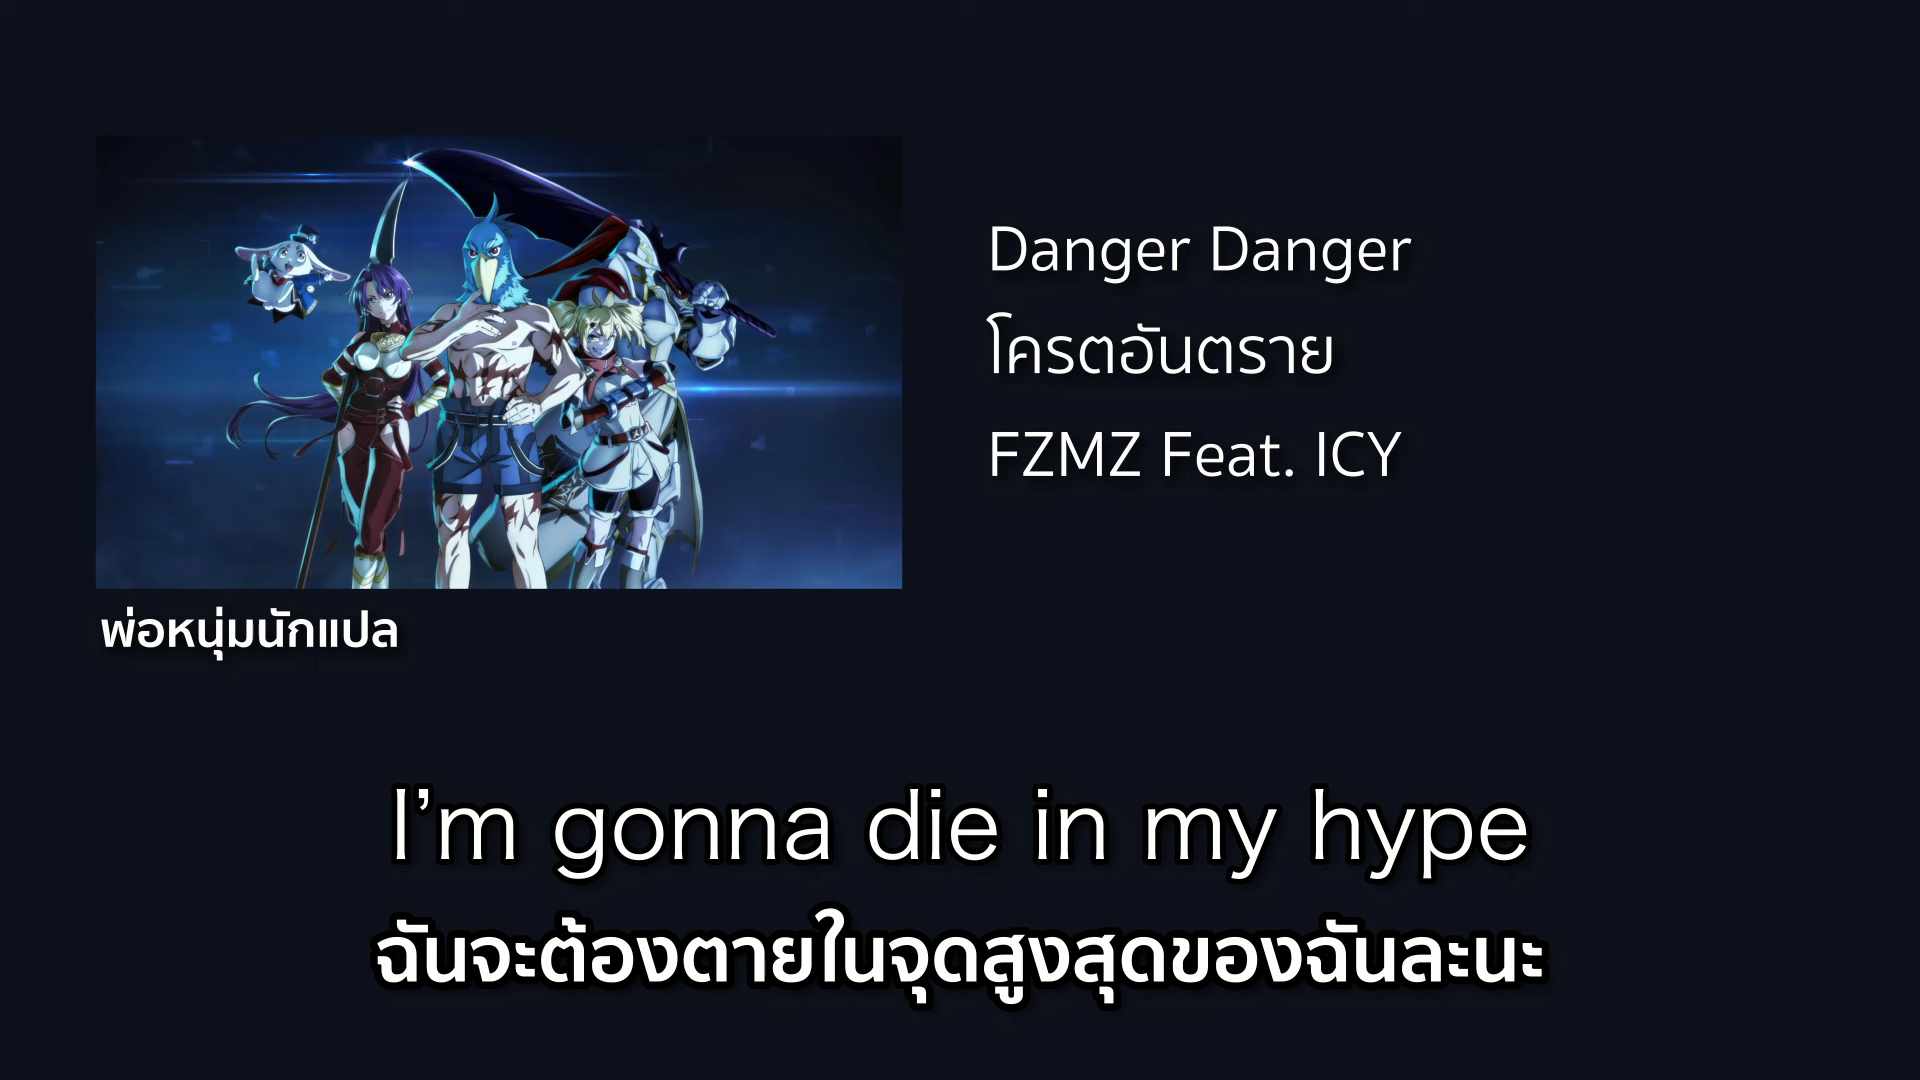 Danger Danger
โครตอันตราย
FZMZ Feat. ICY
พ่อหนุ่มนักแปล
I'm gonna die in my hype
ฉันจะต้องตายในจุดสูงสุดของฉันละนะ